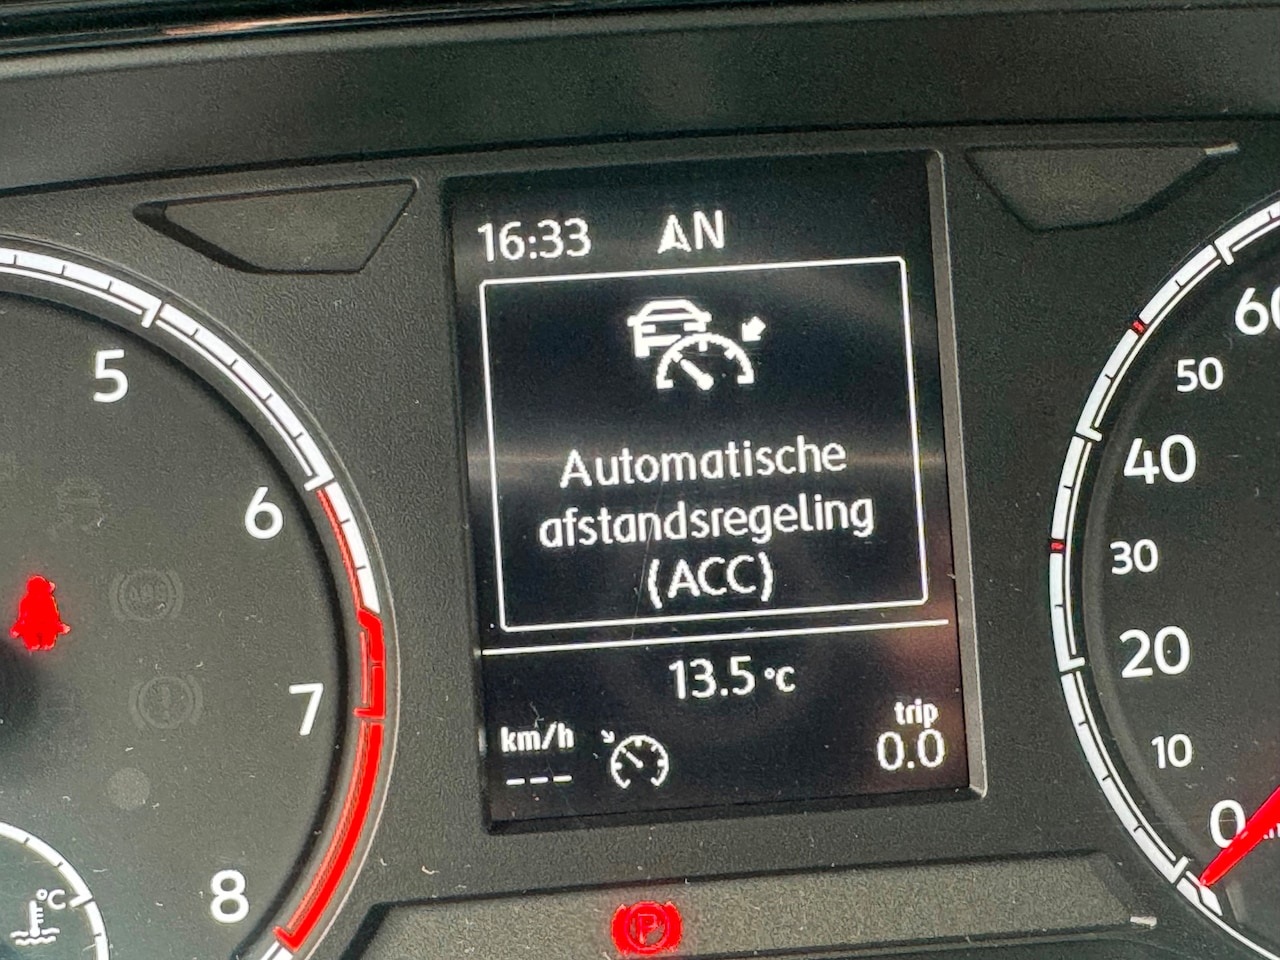 16:33 N
Automatische
afstandsregeling
(ACC)
13.5 °C
km/h
---
trip
0.0
5
6
7
8
°C
60
50
40
30
20
10
0
P